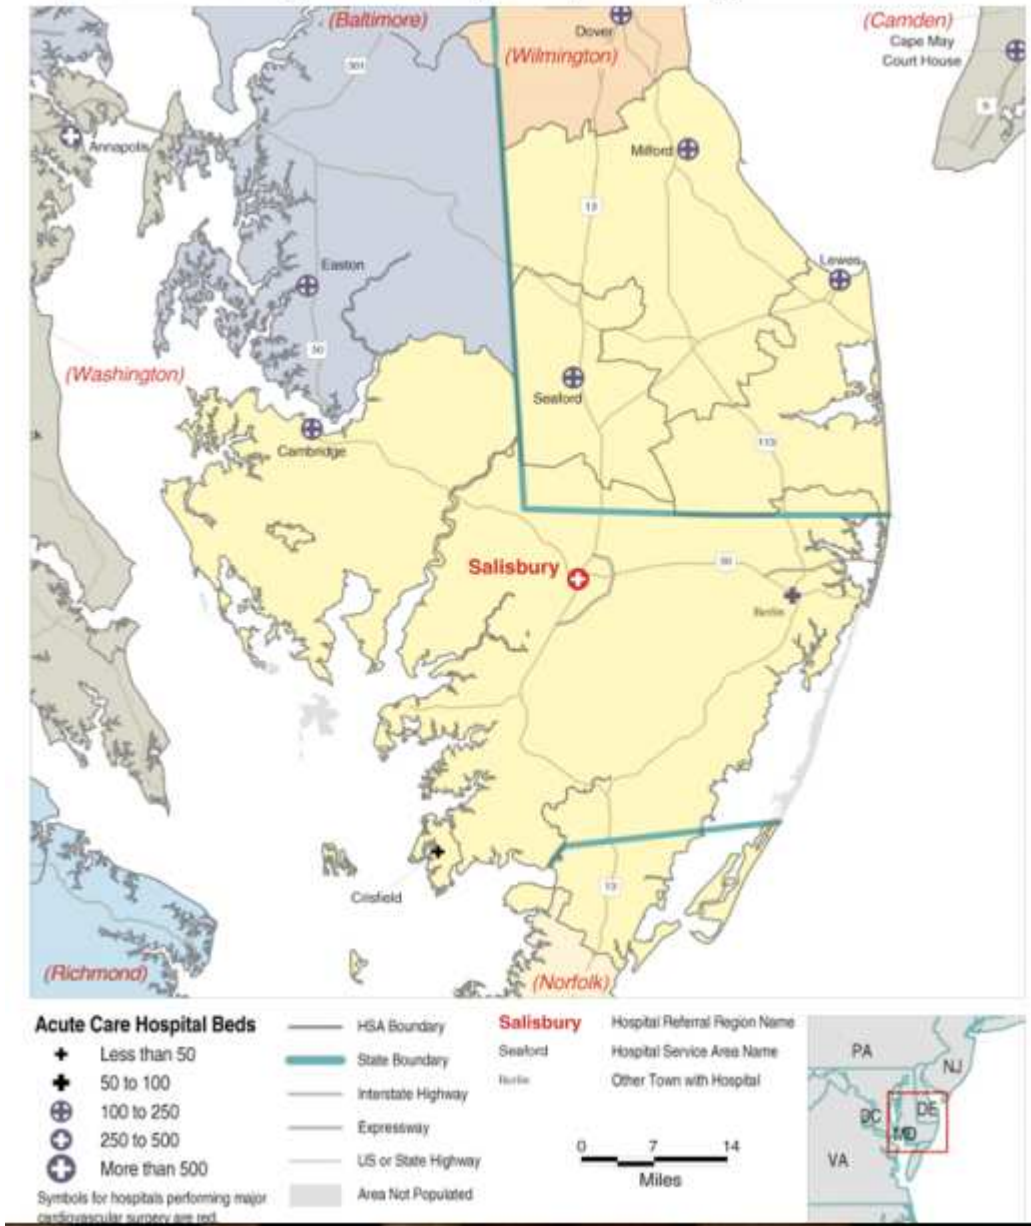 (Baltimore)
Dover
(Wilmington)
(Camden)
Cape May
Court House
301
9
Annapolis
Milford
13
Lewes
Easton
50
(Washington)
Seaford
113
Cambridge
Salisbury
50
Berlin
Crisfield
13
(Richmond)
(Norfolk)
Acute Care Hospital Beds
Less than 50
50 to 100
100 to 250
250 to 500
More than 500
Symbols for hospitals performing major
cardiovascular surgery are red.
HSA Boundary
State Boundary
Interstate Highway
Expressway
US or State Highway
Area Not Populated
Salisbury Hospital Referral Region Name
Seaford Hospital Service Area Name
Berlin Other Town with Hospital
0 7 14
Miles
PA
NJ
DC
DE
MD
VA